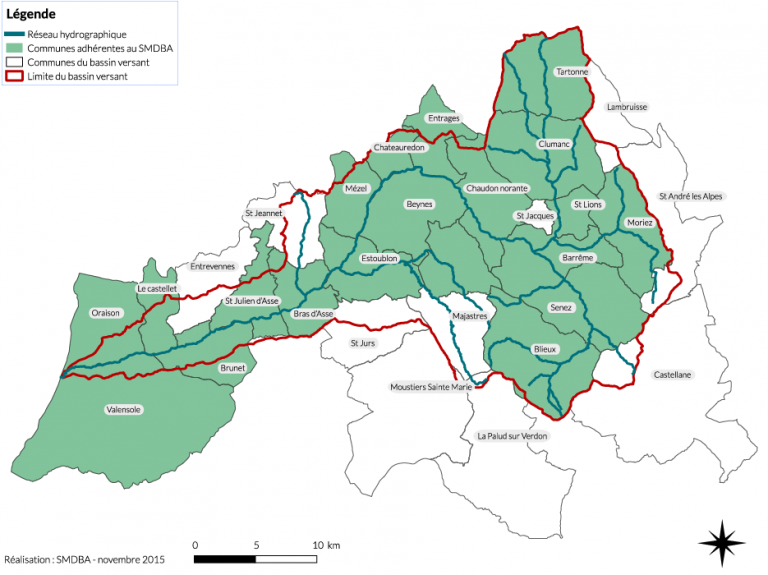 Légende
Réseau hydrographique
Communes adhérentes au SMDBA
Communes du bassin versant
Limite du bassin versant
Tartonne
Lambruisse
Entrages
Clumanc
Chateauredon
Mézel
Chaudon norante
St André les Alpes
Beynes
St Lions
St Jeannet
St Jacques
Moriez
Estoublon
Barrême
Entrevennes
Le castellet
St Julien d'Asse
Senez
Oraison
Bras d'Asse
Majastres
St Jurs
Blieux
Brunet
Castellane
Moustiers Sainte Marie
Valensole
La Palud sur Verdon
0 5 10 km
Réalisation : SMDBA - novembre 2015